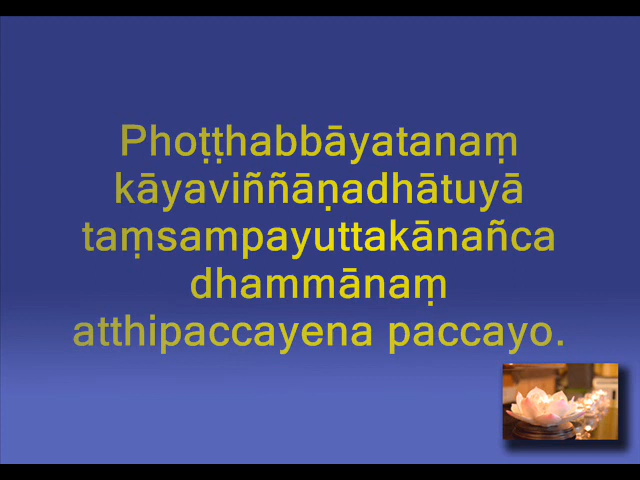 Phoṭṭhabbāyatanaṃ
kāyaviññāṇadhātuyā
taṃsampayuttakānañca
dhammānaṃ
atthipaccayena paccayo.